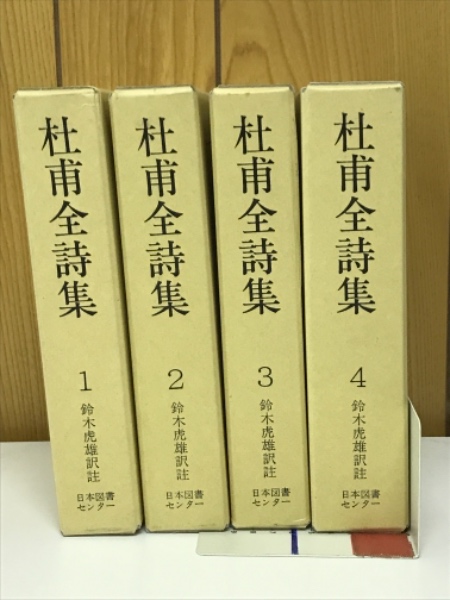 杜甫全詩集
1
鈴木虎雄訳註
日本図書
センター
杜甫全詩集
2
鈴木虎雄訳註
日本図書
センター
杜甫全詩集
3
鈴木虎雄訳註
日本図書
センター
杜甫全詩集
4
鈴木虎雄訳註
日本図書
センター